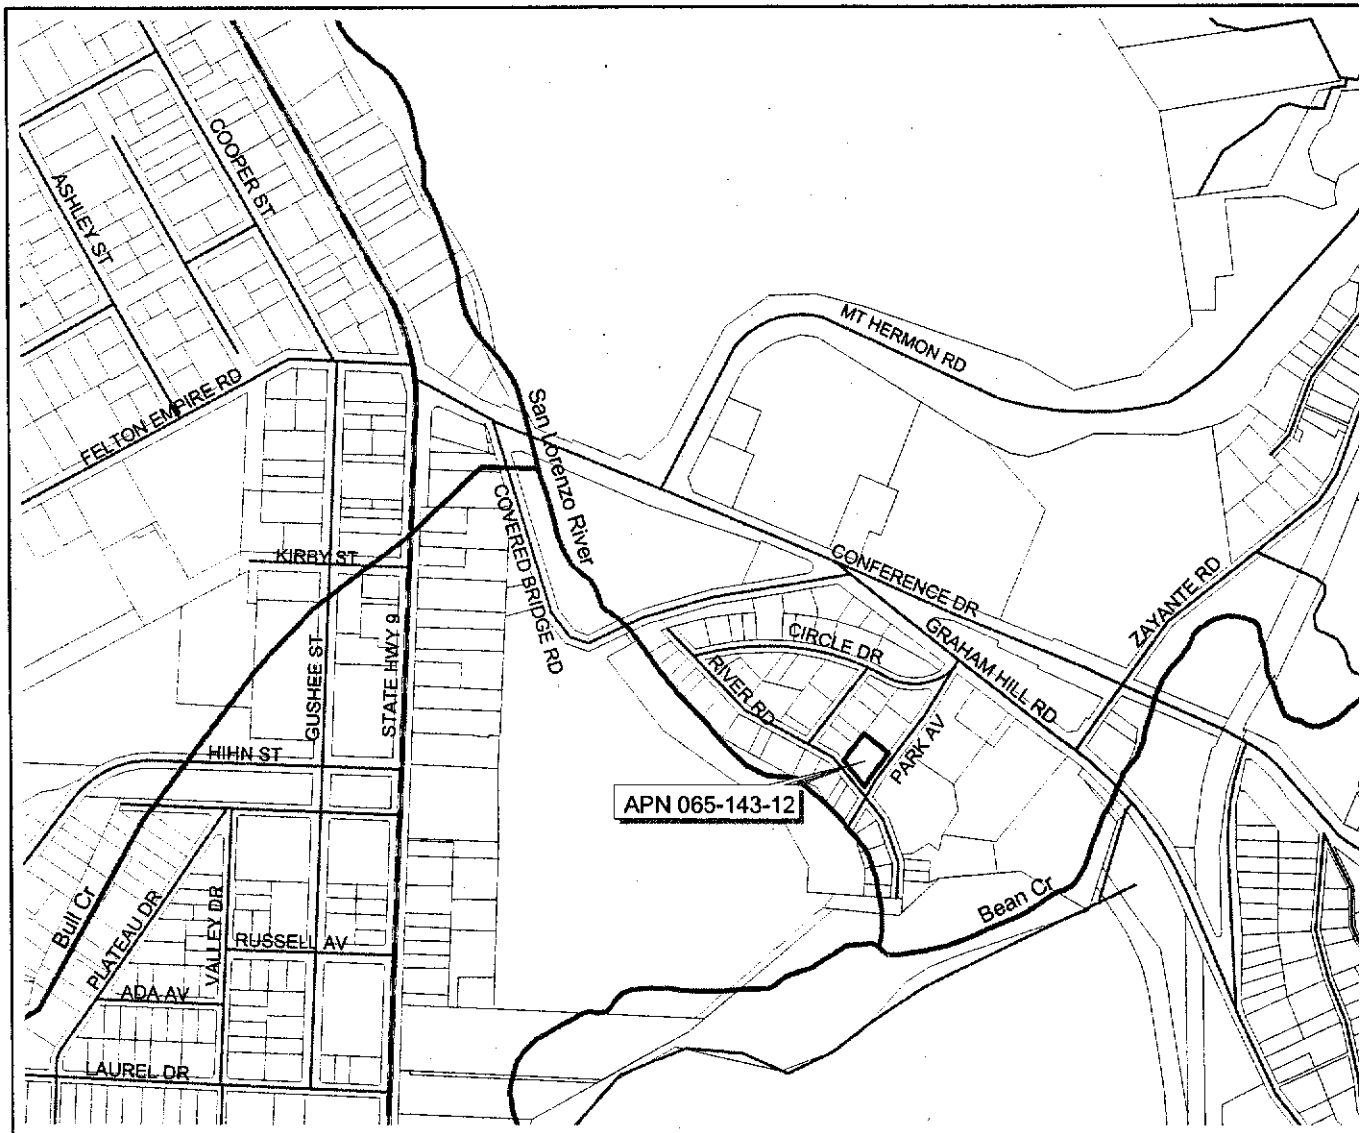 COOPER ST
ASHLEY ST
MT HERMON RD
FELTON EMPIRE RD
San Lorenzo River
COVERED BRIDGE RD
KIRBY ST
CONFERENCE DR
ZAYANTE RD
GUSHEE ST
STATE HWY 9
CIRCLE DR
GRAHAM HILL RD
RIVER RD
PARK AV
HIHN ST
APN 065-143-12
Bull Cr
PLATEAU DR
VALLEY DR
Bean Cr
RUSSELL AV
ADA AV
LAUREL DR